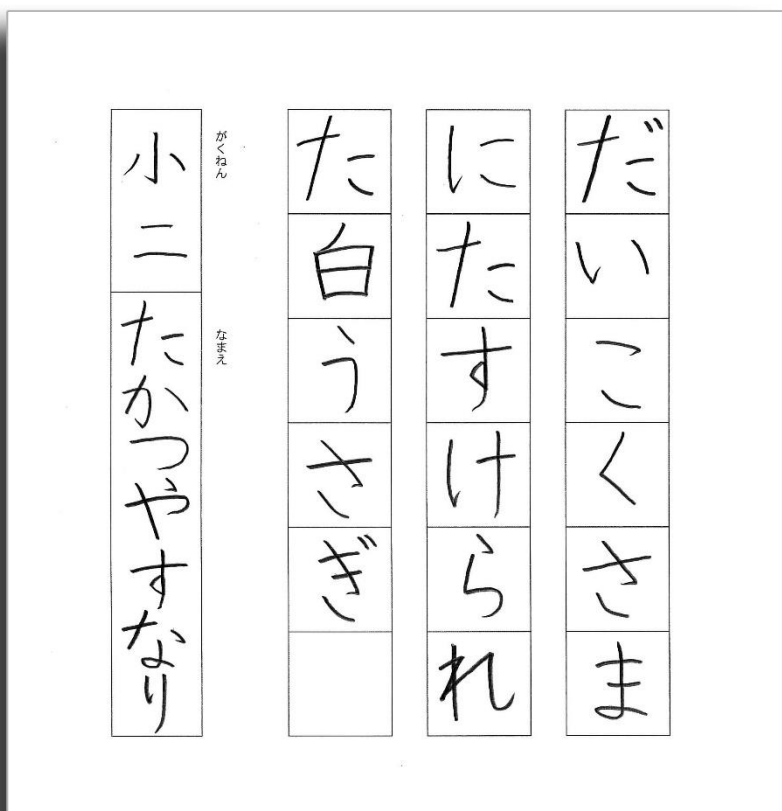 だいこくさま
にたすけられ
た白うさぎ
がくねん
小二
なまえ
たかつやすなり